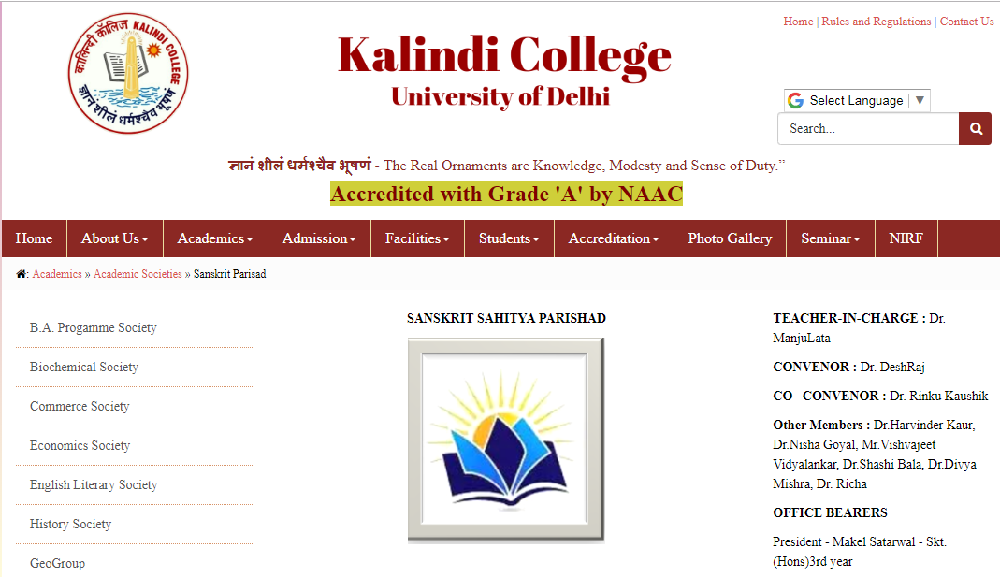 कालिन्दी कॉलिज KALINDI COLLEGE
ज्ञानं शीलं धर्मश्चैव भूषणं
Home | Rules and Regulations | Contact Us
Kalindi College
University of Delhi
Select Language ▼
Search...
ज्ञानं शीलं धर्मश्चैव भूषणं - The Real Ornaments are Knowledge, Modesty and Sense of Duty.”
Accredited with Grade 'A' by NAAC
Home About Us Academics Admission Facilities Students Accreditation Photo Gallery Seminar NIRF
: Academics » Academic Societies » Sanskrit Parisad
B.A. Progamme Society
Biochemical Society
Commerce Society
Economics Society
English Literary Society
History Society
GeoGroup
SANSKRIT SAHITYA PARISHAD
TEACHER-IN-CHARGE : Dr.
ManjuLata
CONVENOR : Dr. DeshRaj
CO –CONVENOR : Dr. Rinku Kaushik
Other Members : Dr.Harvinder Kaur,
Dr.Nisha Goyal, Mr.Vishvajeet
Vidyalankar, Dr.Shashi Bala, Dr.Divya
Mishra, Dr. Richa
OFFICE BEARERS
President - Makel Satarwal - Skt.
(Hons)3rd year